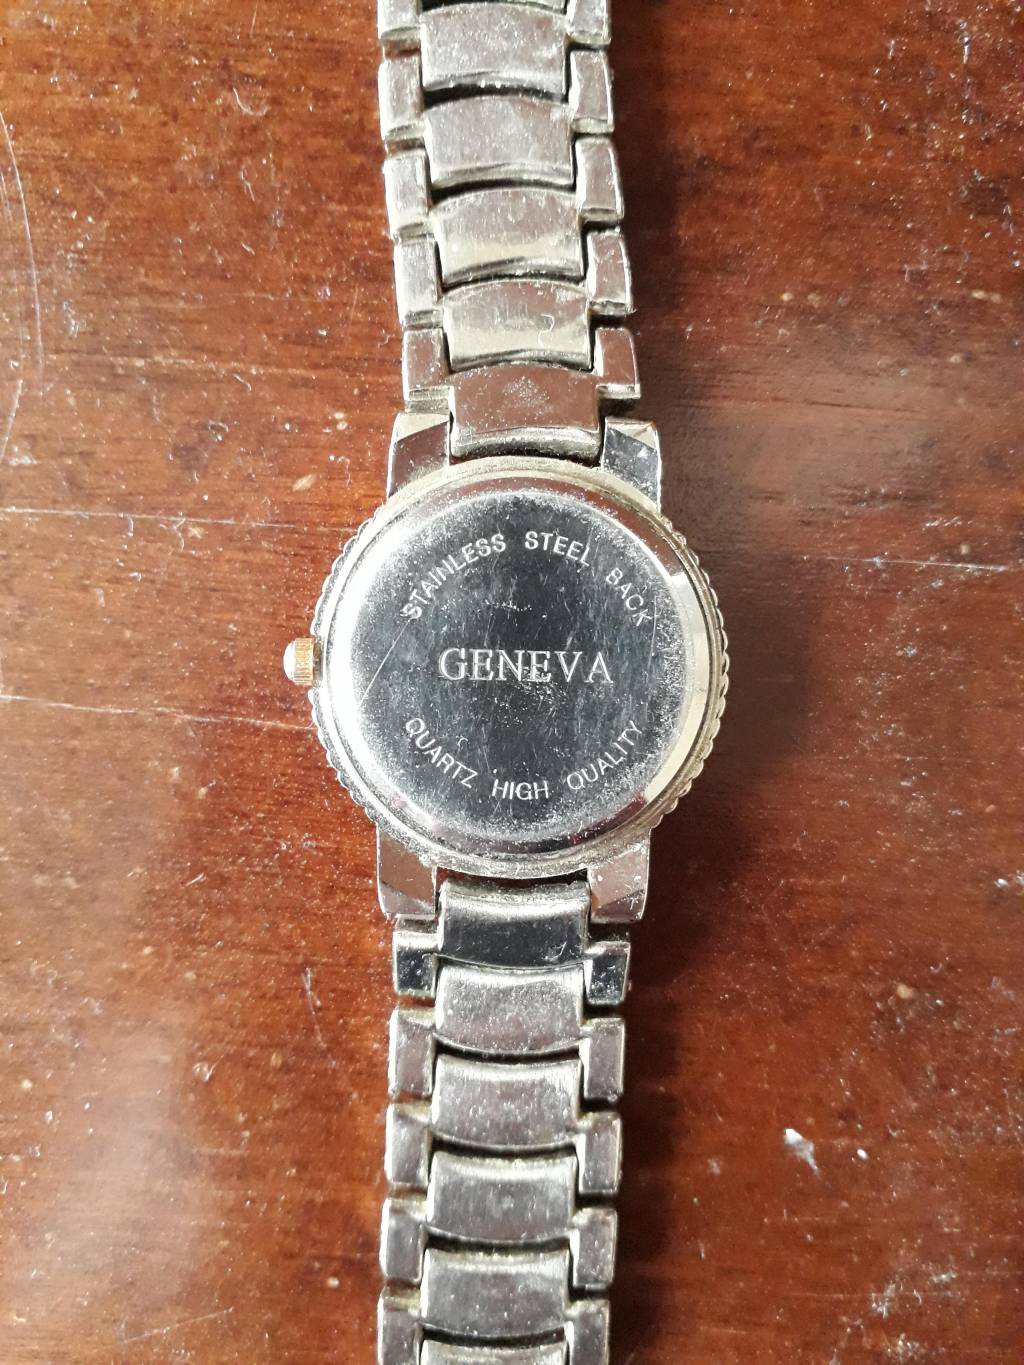 STAINLESS STEEL BACK
GENEVA
QUARTZ HIGH QUALITY